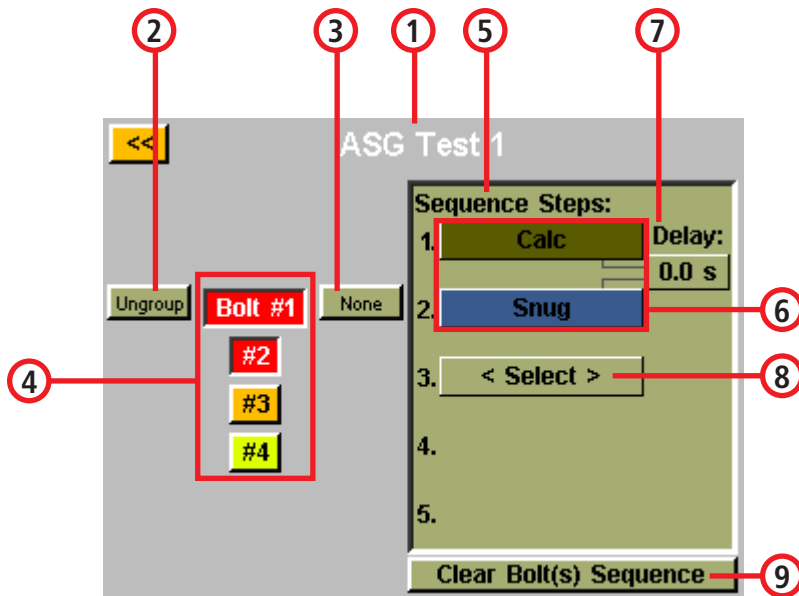 2 3 1 5 7
<< ASG Test 1
Sequence Steps:
1. Calc Delay:
0.0 s
Ungroup Bolt #1 None 2. Snug 6
#2
4 3. < Select > 8
#3
#4 4.
5.
Clear Bolt(s) Sequence 9